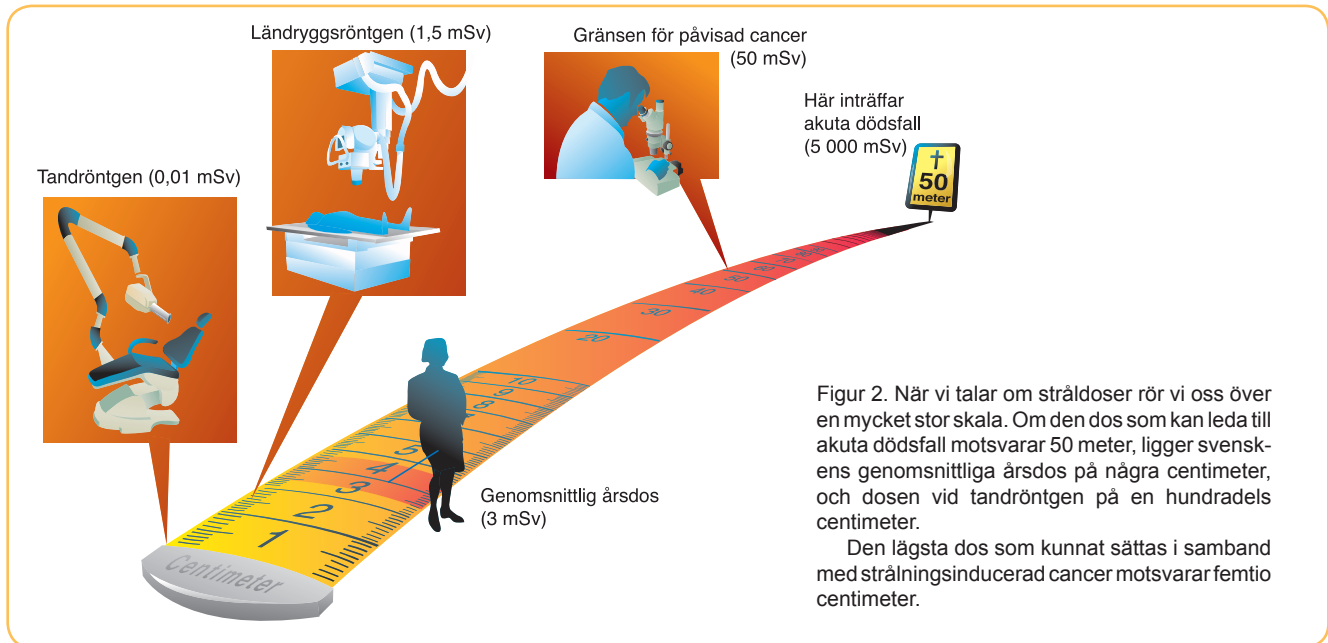 Ländryggsröntgen (1,5 mSv)
Gränsen för påvisad cancer
(50 mSv)
Här inträffar
akuta dödsfall
(5 000 mSv)
50
meter
Tandröntgen (0,01 mSv)
Genomsnittlig årsdos
(3 mSv)
Centimeter
1
2
3
4
5
8
9
10
20
30
40
50
Figur 2. När vi talar om stråldoser rör vi oss över
en mycket stor skala. Om den dos som kan leda till
akuta dödsfall motsvarar 50 meter, ligger svensk-
ens genomsnittliga årsdos på några centimeter,
och dosen vid tandröntgen på en hundradels
centimeter.
Den lägsta dos som kunnat sättas i samband
med strålningsinducerad cancer motsvarar femtio
centimeter.